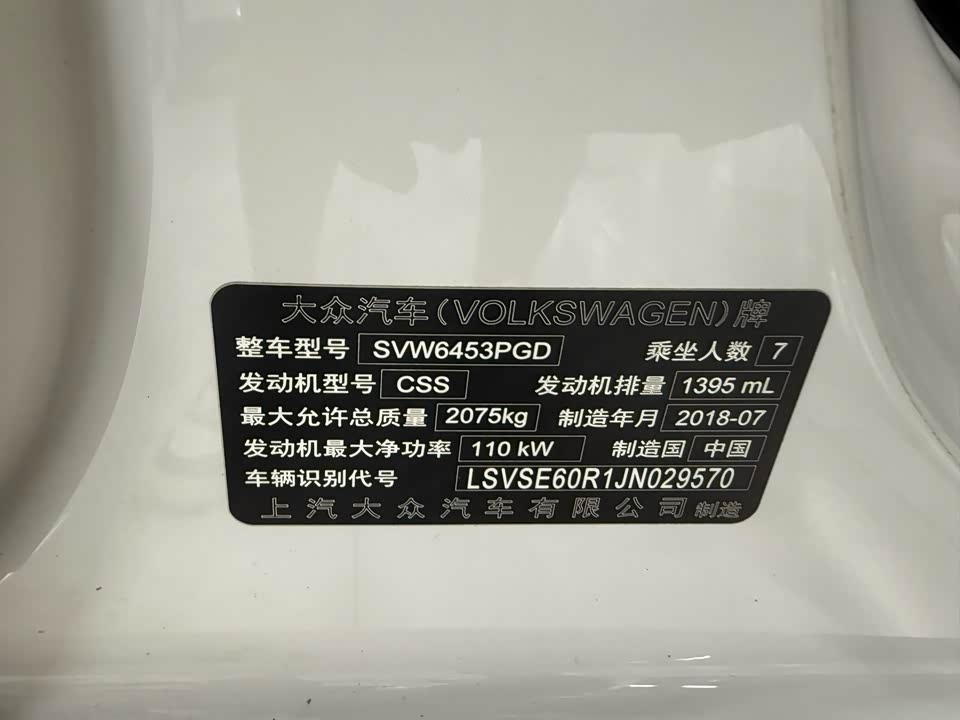 大众汽车(VOLKSWAGEN)牌
整车型号 SVW6453PGD 乘坐人数 7
发动机型号 CSS 发动机排量 1395 mL
最大允许总质量 2075kg 制造年月 2018-07
发动机最大净功率 110 kW 制造国 中国
车辆识别代号 LSVSE60R1JN029570
上汽大众汽车有限公司 制造